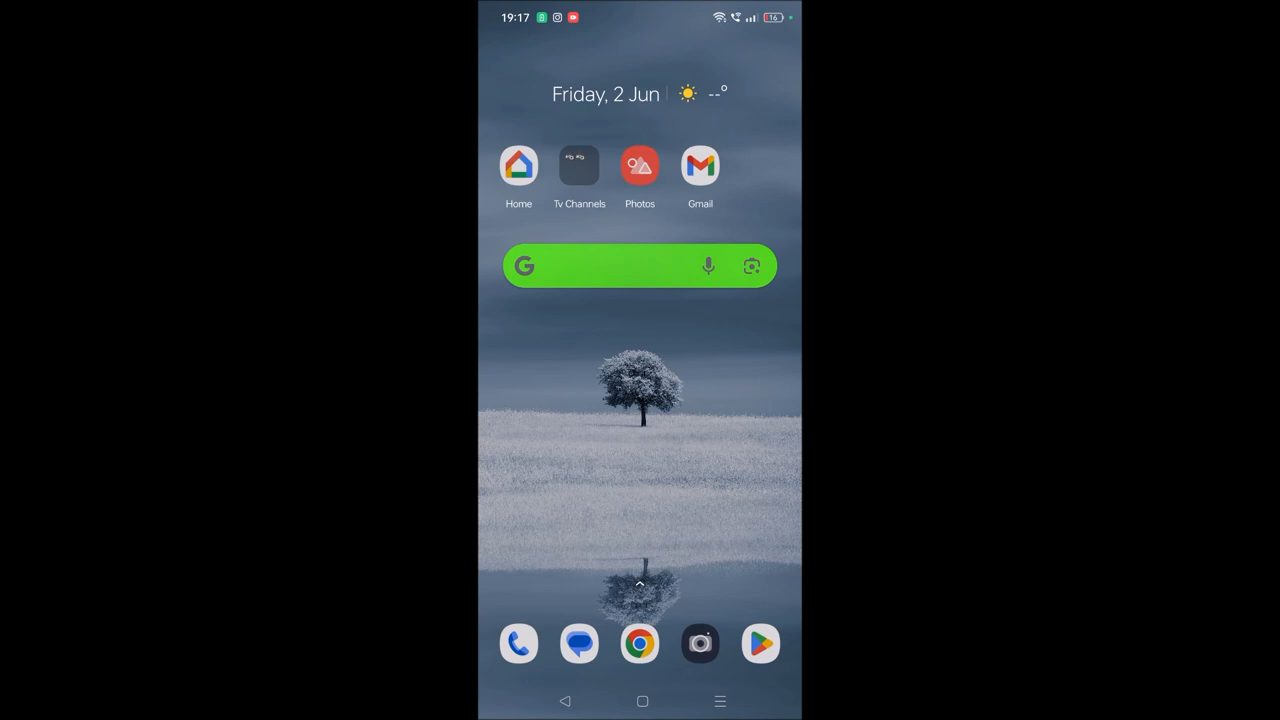 19:17
16
Friday, 2 Jun
--°
Home
Tv Channels
Photos
Gmail